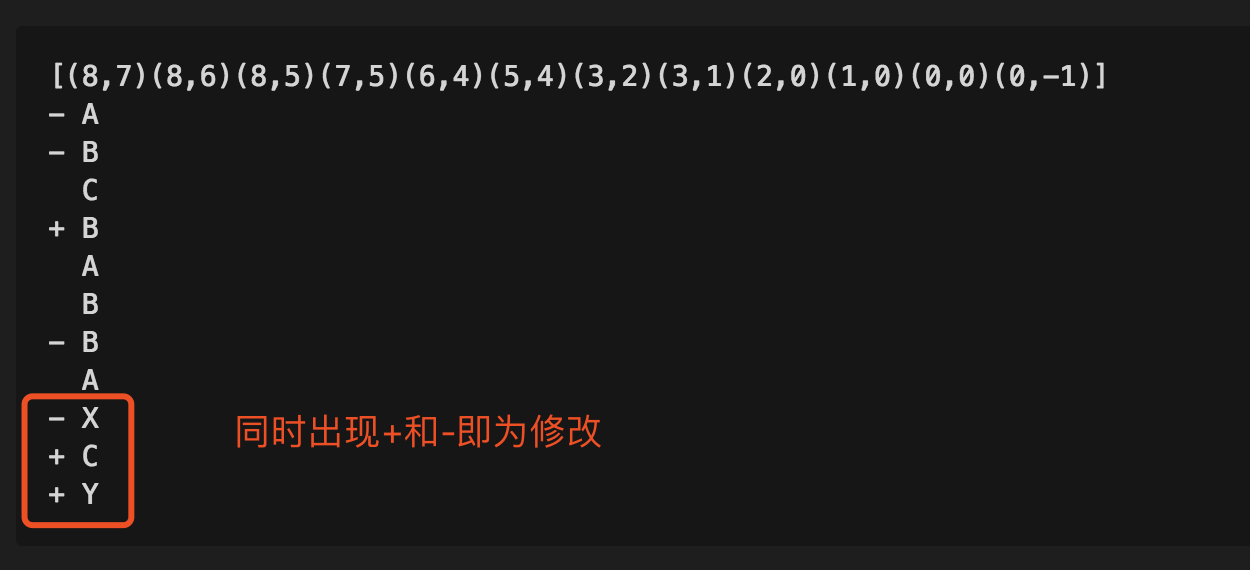 [(8,7)(8,6)(8,5)(7,5)(6,4)(5,4)(3,2)(3,1)(2,0)(1,0)(0,0)(0,-1)]
- A
- B
  C
+ B
  A
  B
- B
  A
- X
同时出现+和-即为修改
+ C
+ Y